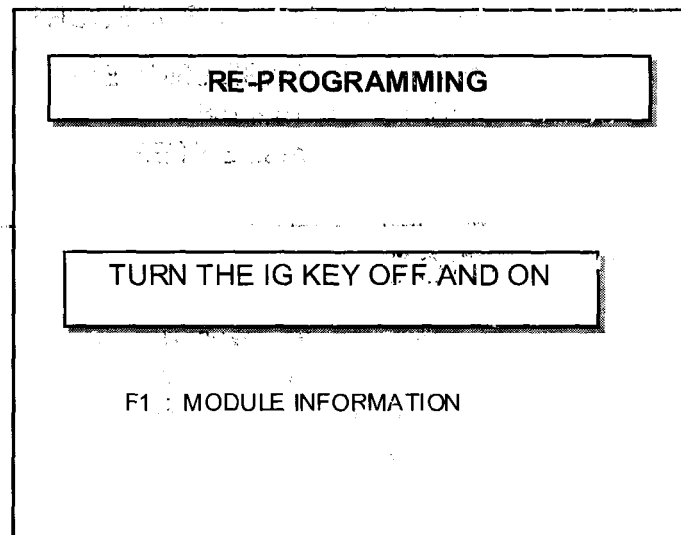 RE-PROGRAMMING
TURN THE IG KEY OFF AND ON
F1 : MODULE INFORMATION